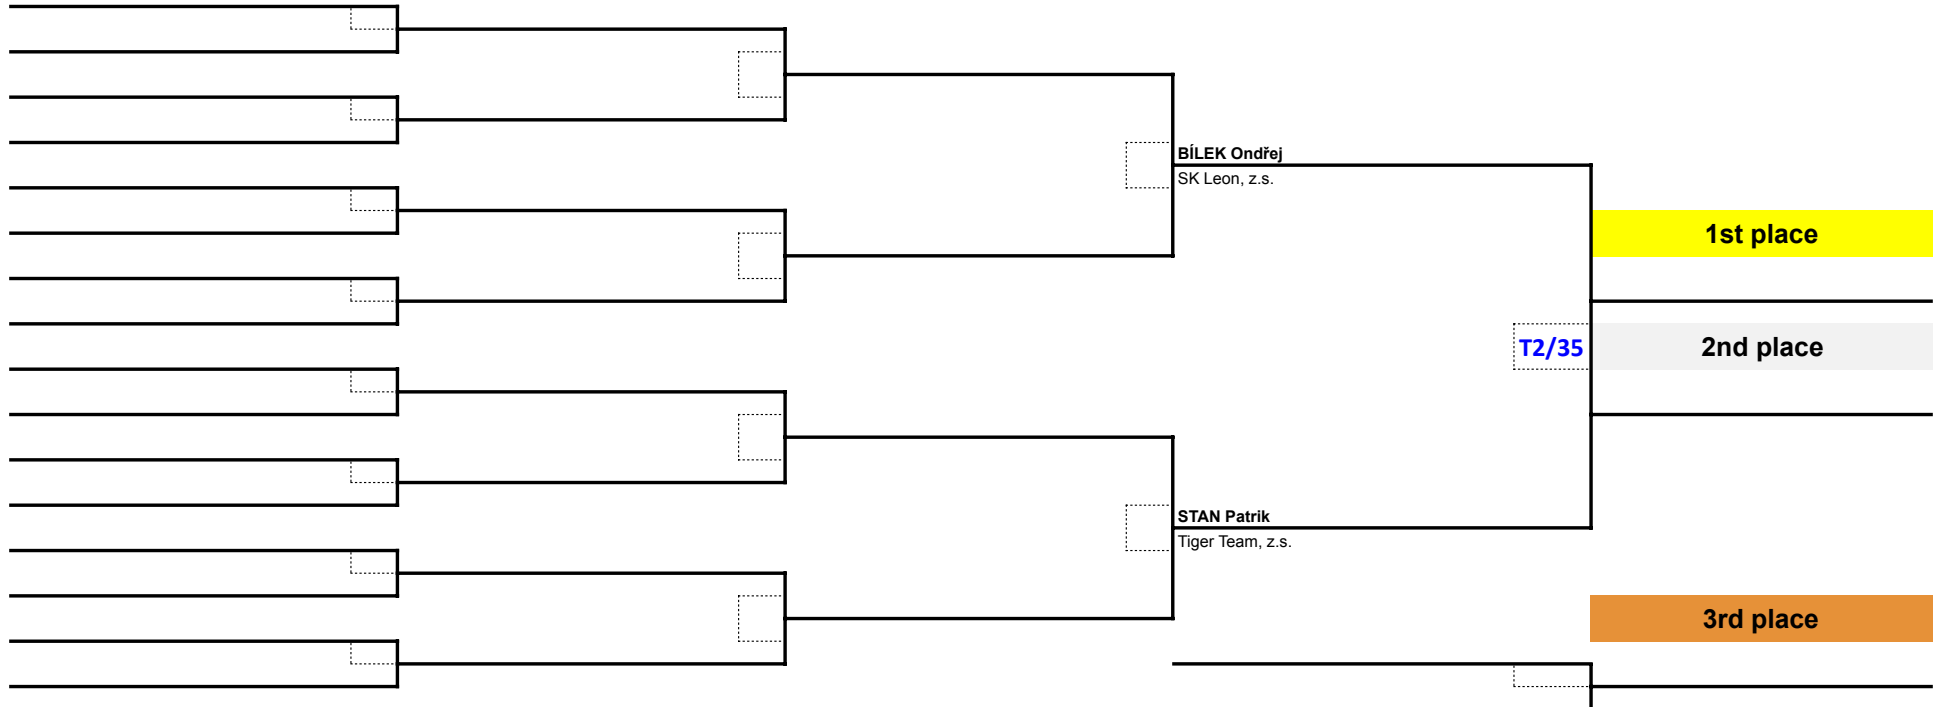 BÍLEK Ondřej
SK Leon, z.s.
1st place
T2/35
2nd place
STAN Patrik
Tiger Team, z.s.
3rd place